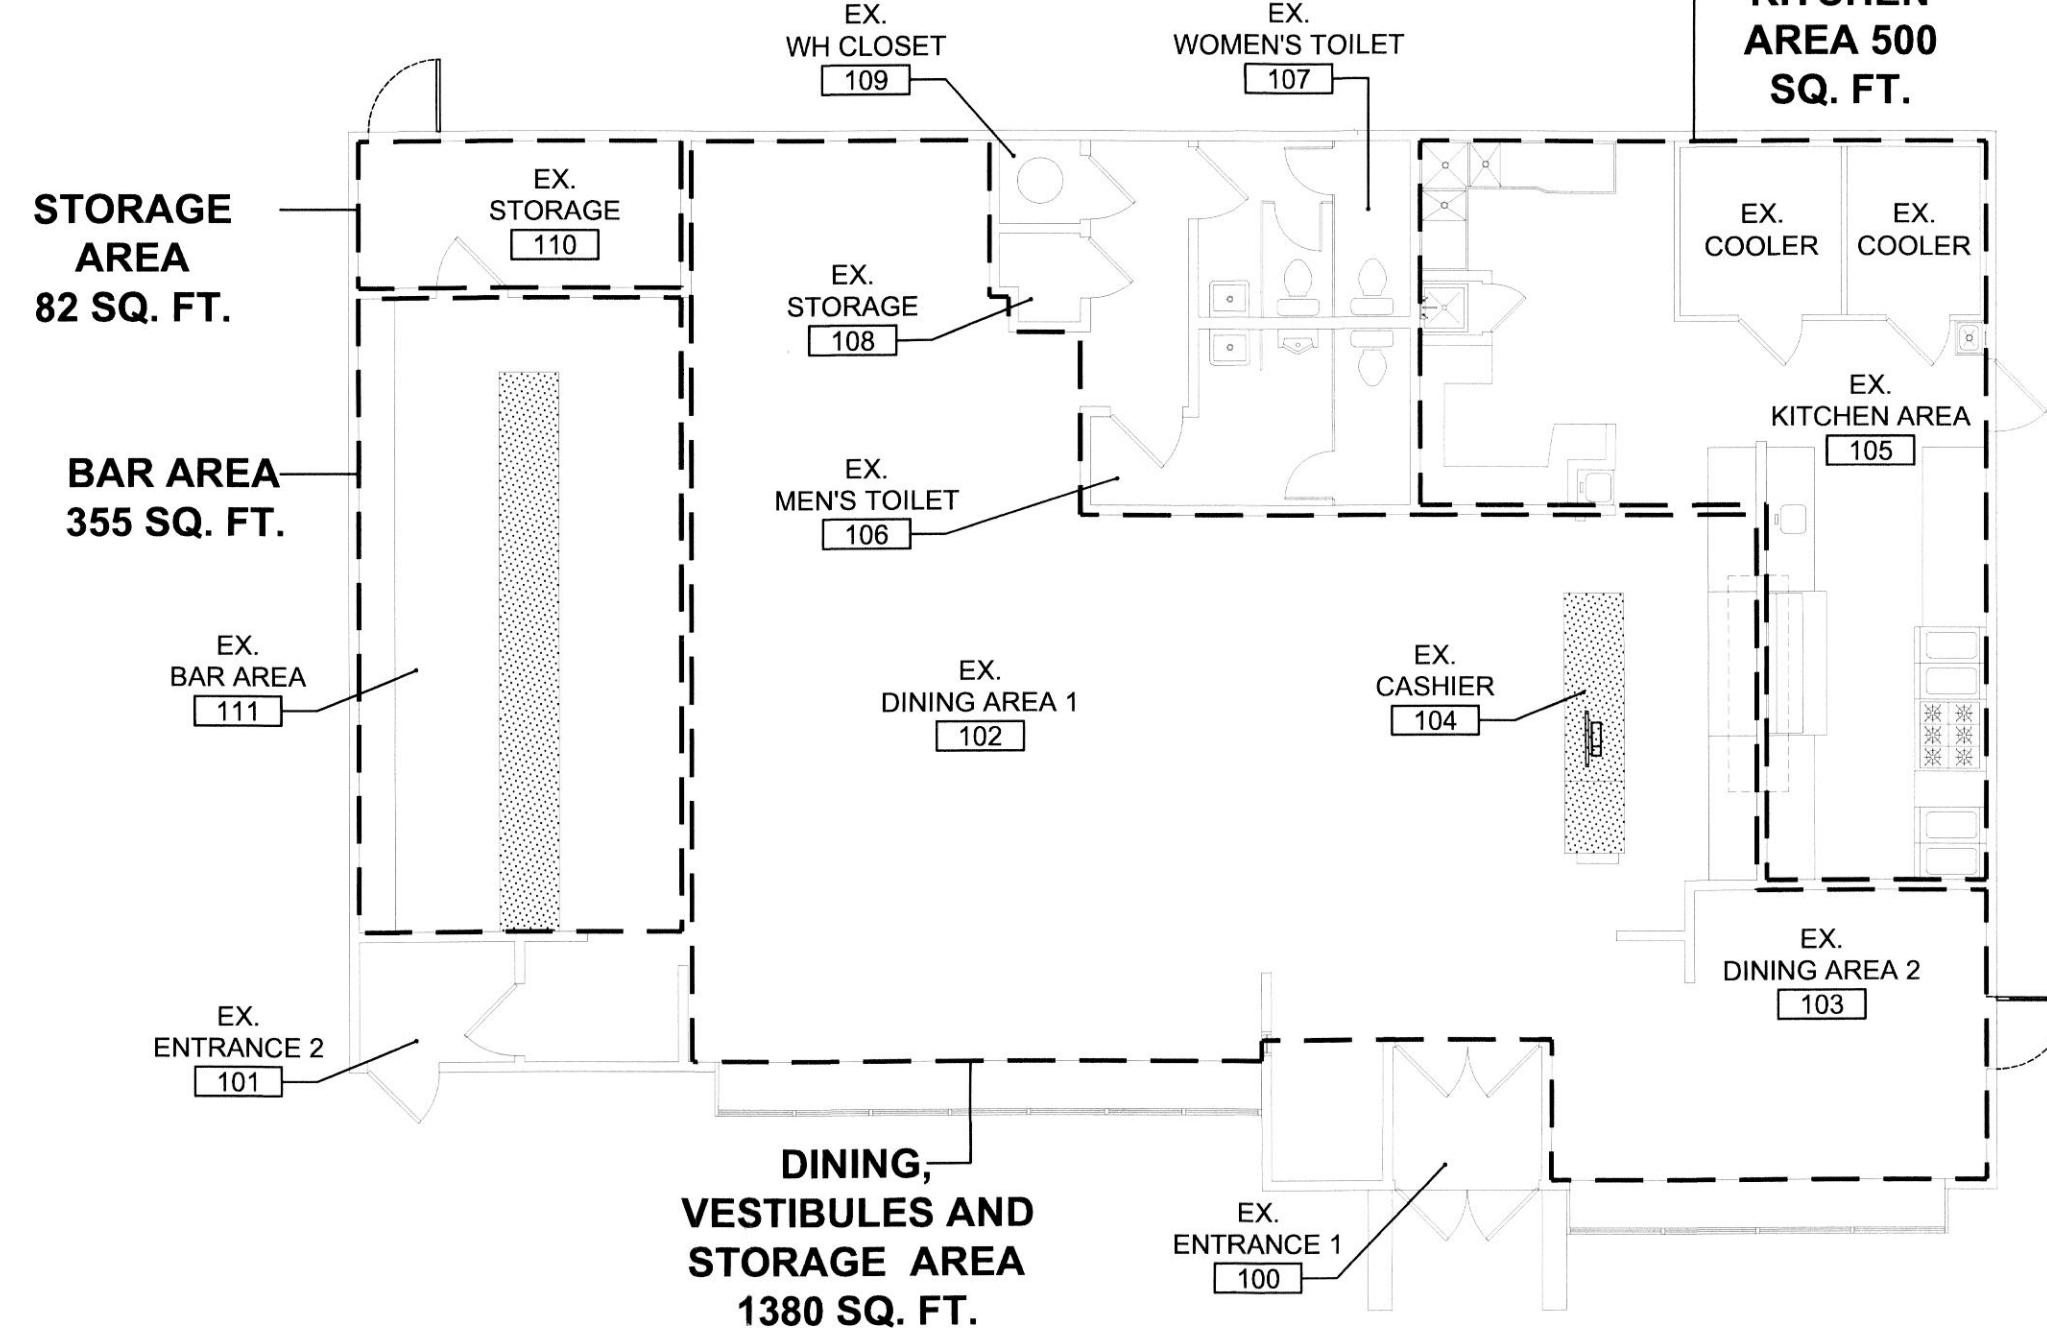 EX.
WH CLOSET
109
EX.
WOMEN'S TOILET
107
KITCHEN
AREA 500
SQ. FT.
STORAGE
AREA
82 SQ. FT.
EX.
STORAGE
110
EX.
STORAGE
108
EX.
COOLER
EX.
COOLER
EX.
KITCHEN AREA
105
BAR AREA
355 SQ. FT.
EX.
MEN'S TOILET
106
EX.
BAR AREA
111
EX.
DINING AREA 1
102
EX.
CASHIER
104
EX.
DINING AREA 2
103
EX.
ENTRANCE 2
101
DINING,
VESTIBULES AND
STORAGE AREA
1380 SQ. FT.
EX.
ENTRANCE 1
100